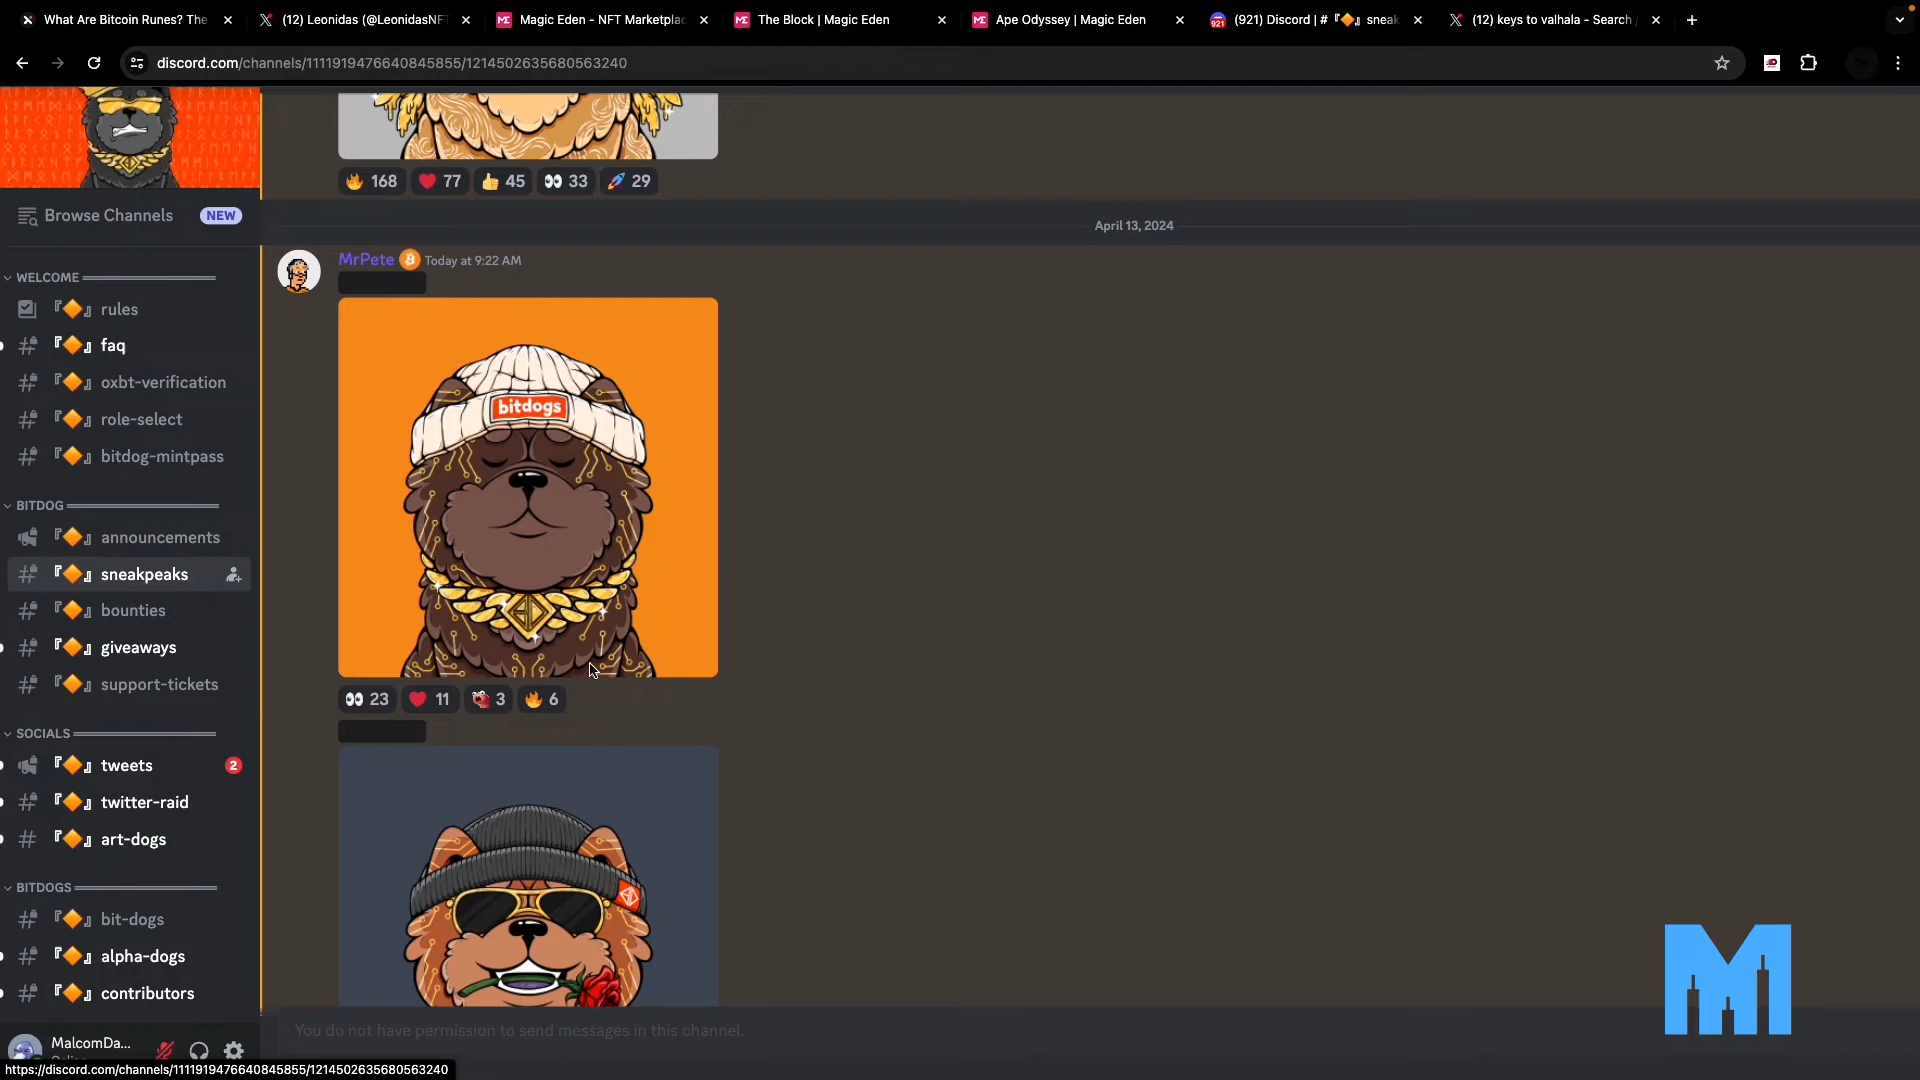 What Are Bitcoin Runes? The
(12) Leonidas (@LeonidasNFT
Magic Eden - NFT Marketplac
The Block | Magic Eden
Ape Odyssey | Magic Eden
(921) Discord | # 『🔶』 sneak
(12) keys to valhala - Search
discord.com/channels/1111919476640845855/1214502635680563240
168 77 45 33 29
Browse Channels NEW
April 13, 2024
MrPete Today at 9:22 AM
WELCOME
『🔶』 rules
『🔶』 faq
『🔶』 oxbt-verification
『🔶』 role-select
『🔶』 bitdog-mintpass
bitdogs
BITDOG
『🔶』 announcements
『🔶』 sneakpeaks
『🔶』 bounties
『🔶』 giveaways
『🔶』 support-tickets
23 11 3 6
SOCIALS
『🔶』 tweets 2
『🔶』 twitter-raid
『🔶』 art-dogs
BITDOGS
『🔶』 bit-dogs
『🔶』 alpha-dogs
『🔶』 contributors
You do not have permission to send messages in this channel.
MalcomDa...
https://discord.com/channels/1111919476640845855/1214502635680563240
M